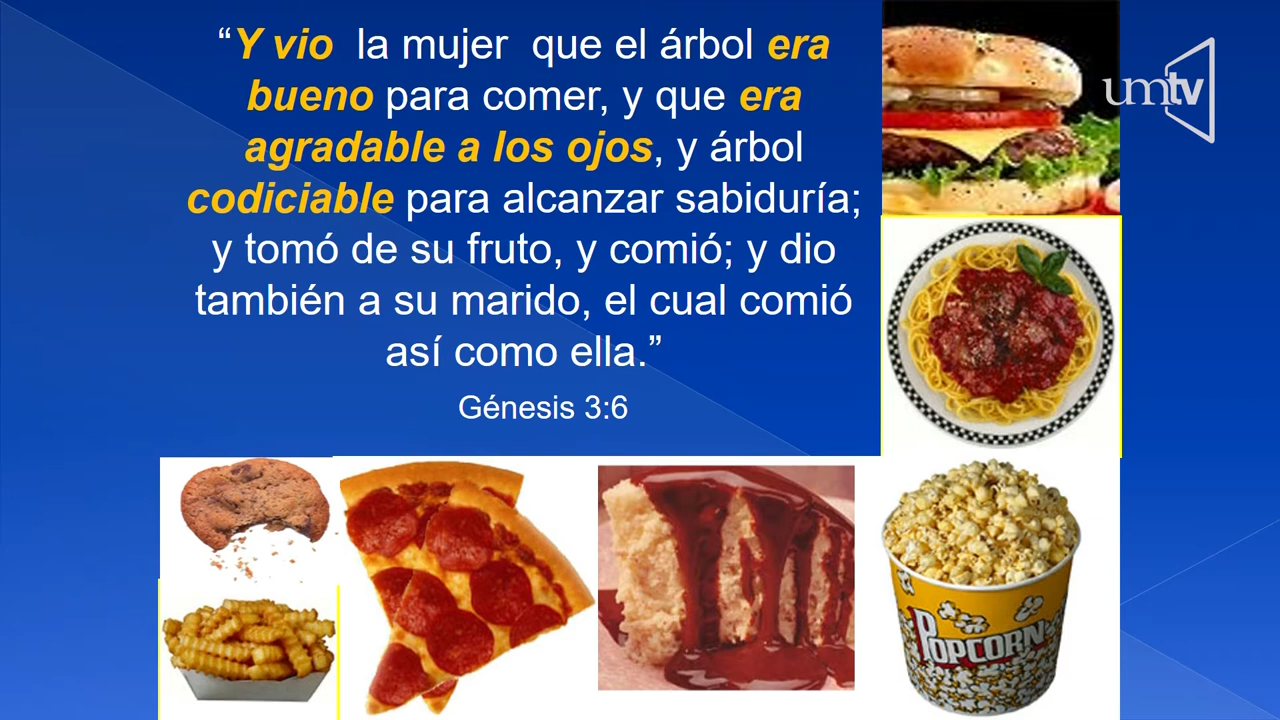 “Y vio la mujer que el árbol era
bueno para comer, y que era
agradable a los ojos, y árbol
codiciable para alcanzar sabiduría;
y tomó de su fruto, y comió; y dio
también a su marido, el cual comió
así como ella.”
Génesis 3:6
umtv
POPCORN